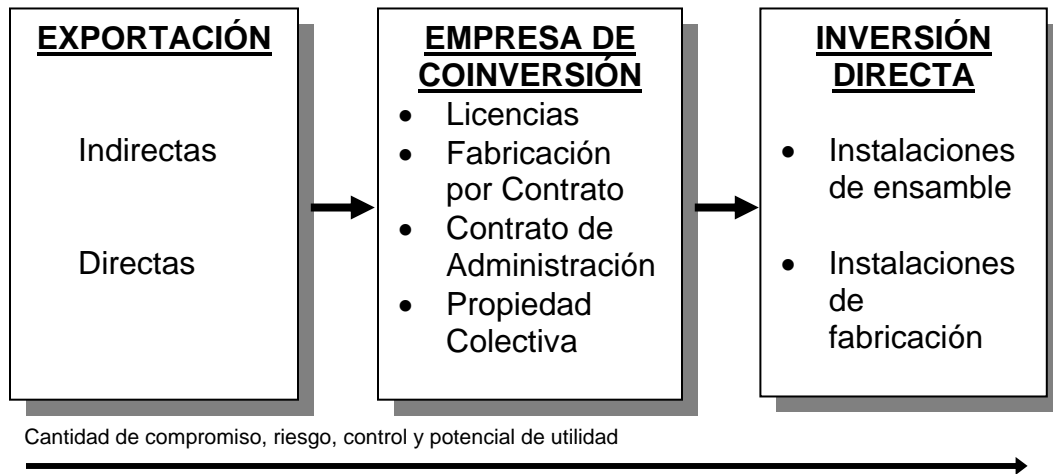 EXPORTACIÓN
Indirectas
Directas
EMPRESA DE
COINVERSIÓN
• Licencias
• Fabricación
por Contrato
• Contrato de
Administración
• Propiedad
Colectiva
INVERSIÓN
DIRECTA
• Instalaciones
de ensamble
• Instalaciones
de
fabricación
Cantidad de compromiso, riesgo, control y potencial de utilidad